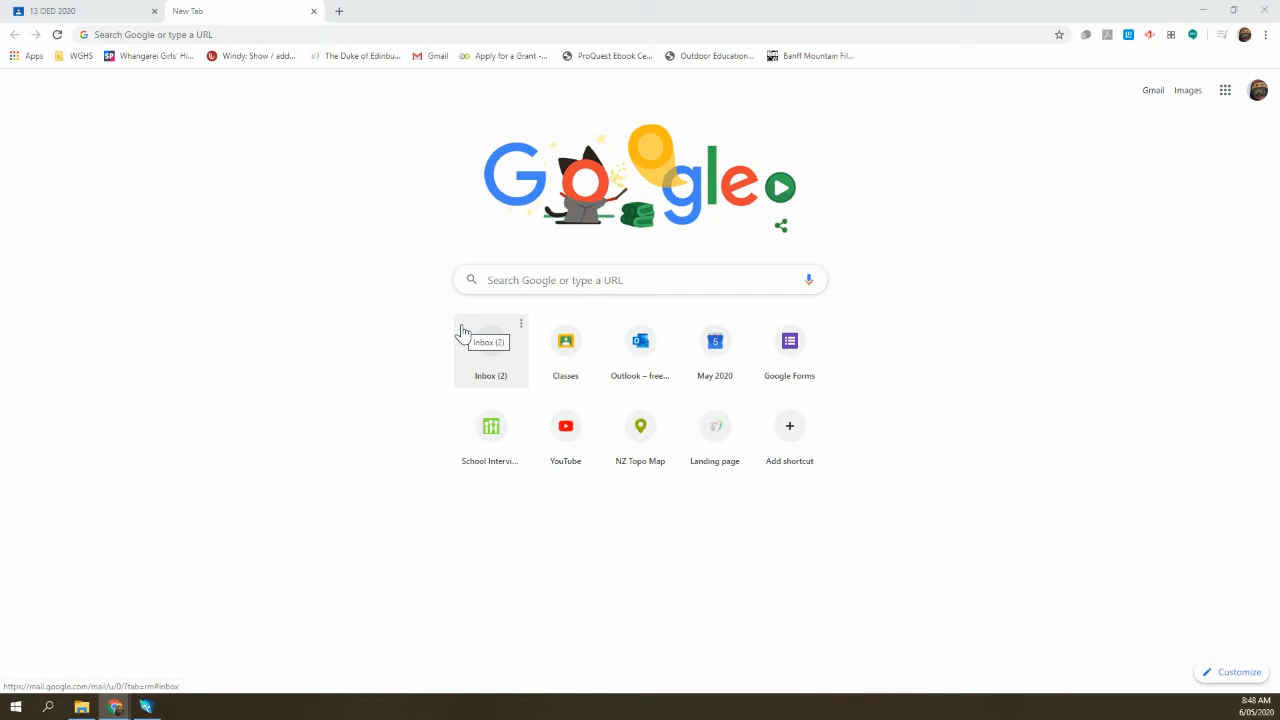 13 OED 2020
New Tab
Search Google or type a URL
Apps
WGHS
Whangarei Girls' Hi...
Windy: Show / add...
The Duke of Edinbu...
Gmail
Apply for a Grant -...
ProQuest Ebook Ce...
Outdoor Education...
Banff Mountain Fil...
Gmail
Images
Google
Search Google or type a URL
Inbox (2)
Inbox (2)
Classes
Outlook – free...
5
May 2020
Google Forms
School Intervi...
YouTube
NZ Topo Map
Landing page
Add shortcut
Customize
https://mail.google.com/mail/u/0/?tab=rm#inbox
8:48 AM
6/05/2020